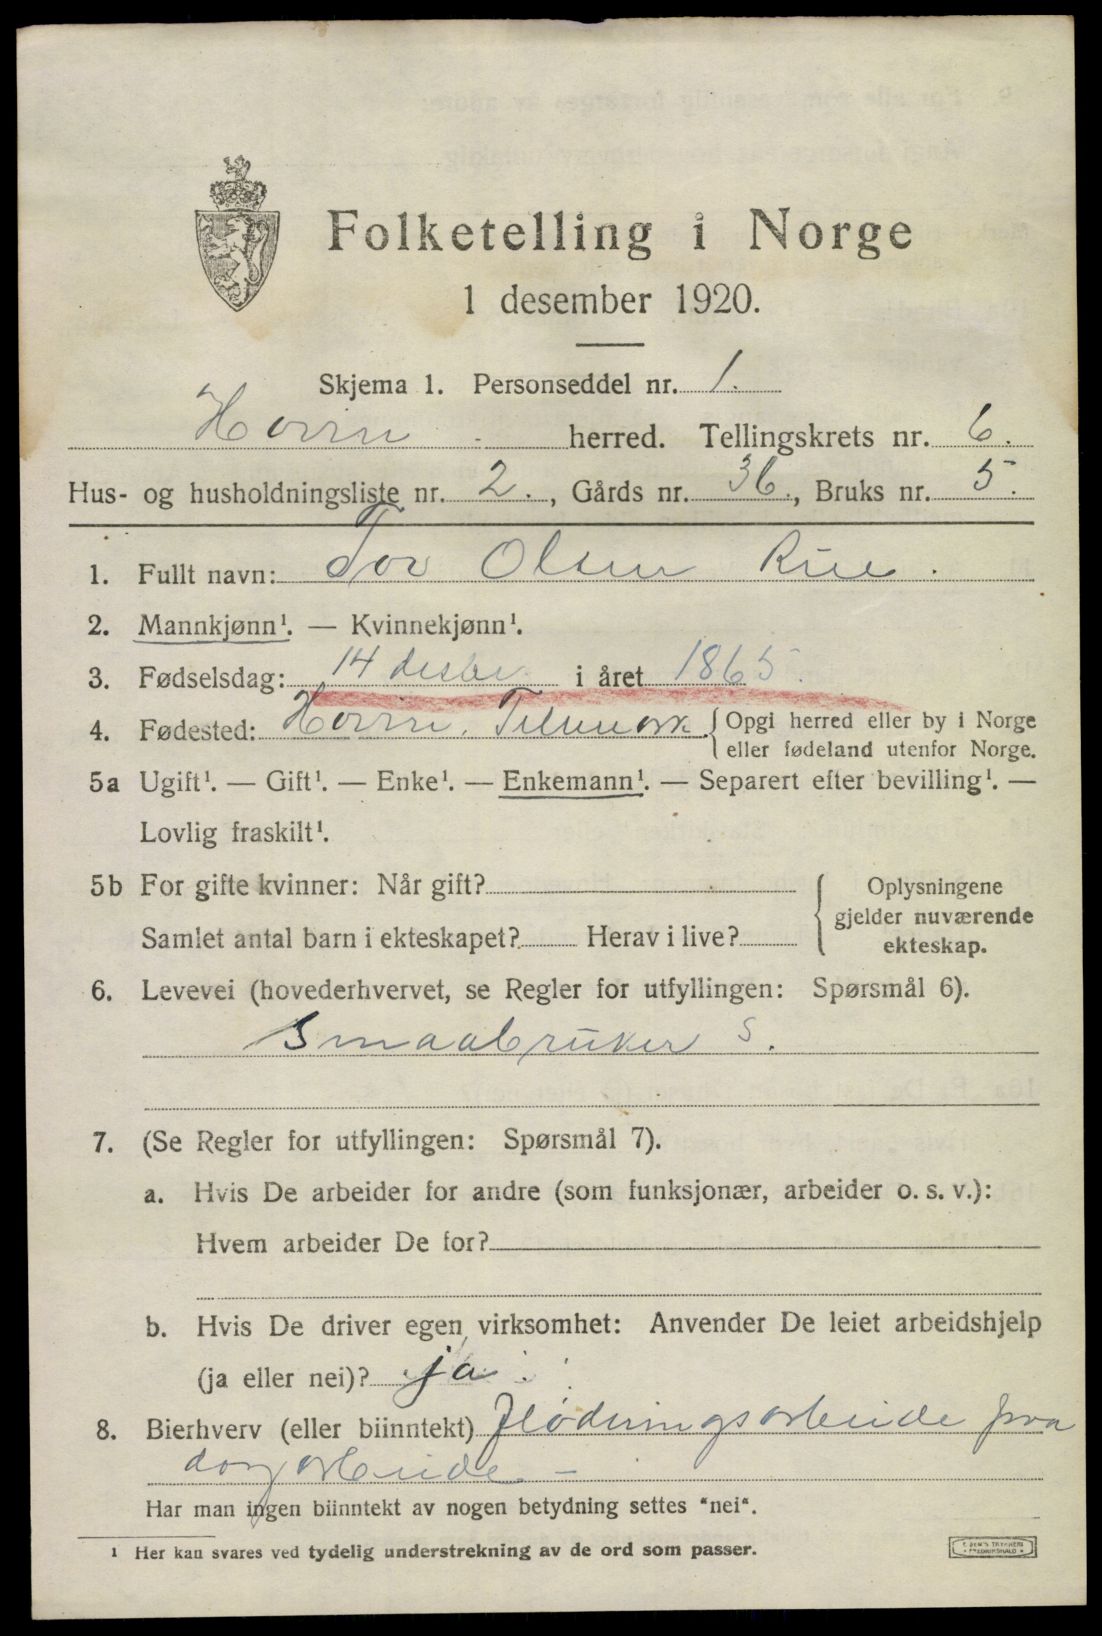 Folketelling i Norge
1 desember 1920.
Skjema 1. Personseddel nr. 1.
Hovin herred. Tellingskrets nr. 6.
Hus- og husholdningsliste nr. 2., Gårds nr. 36., Bruks nr. 5.
1. Fullt navn: Tov Olsen Rue.
2. Mannkjønn¹. — Kvinnekjønn¹.
3. Fødselsdag: 14 desbr i året 1865.
4. Fødested: Hovin, Telemark. { Opgi herred eller by i Norge
eller fødeland utenfor Norge.
5a Ugift¹. — Gift¹. — Enke¹. — Enkemann¹. — Separert efter bevilling¹. —
Lovlig fraskilt¹.
5b For gifte kvinner: Når gift? { Oplysningene
gjelder nuværende
Samlet antal barn i ekteskapet? Herav i live?
ekteskap.
6. Levevei (hovederhvervet, se Regler for utfyllingen: Spørsmål 6).
Smaabruker S.
7. (Se Regler for utfyllingen: Spørsmål 7).
a. Hvis De arbeider for andre (som funksjonær, arbeider o. s. v.):
Hvem arbeider De for?
b. Hvis De driver egen virksomhet: Anvender De leiet arbeidshjelp
(ja eller nei)? ja
8. Bierhverv (eller biinntekt) flødningsarbeide
Har man ingen biinntekt av nogen betydning settes "nei".
¹ Her kan svares ved tydelig understrekning av de ord som passer.